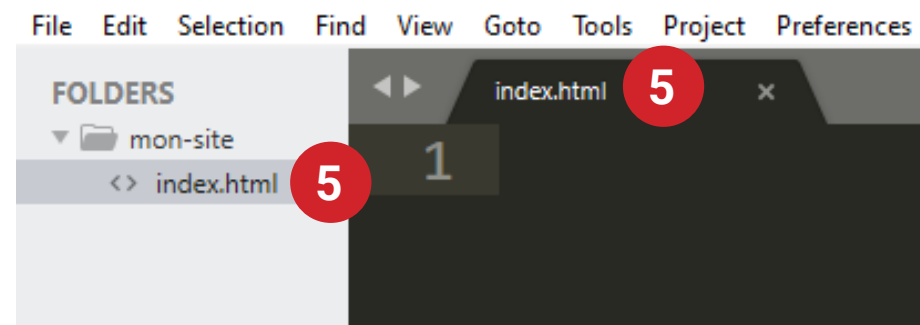 File Edit Selection Find View Goto Tools Project Preferences
FOLDERS
mon-site
<> index.html 5
index.html 5 ×
1